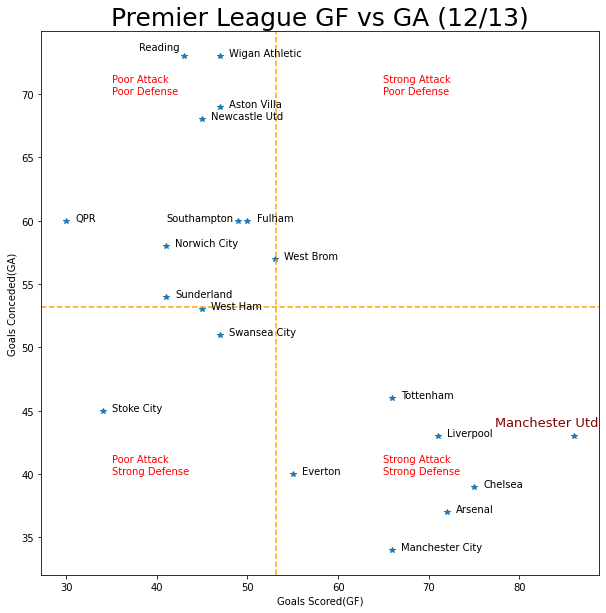 Premier League GF vs GA (12/13)
Reading
Wigan Athletic
Poor Attack
Poor Defense
Strong Attack
Poor Defense
70
Aston Villa
Newcastle Utd
65
60
QPR
Southampton
Fulham
Norwich City
West Brom
55
Sunderland
West Ham
Swansea City
50
Goals Conceded(GA)
Tottenham
45
Stoke City
Manchester Utd
Liverpool
Poor Attack
Strong Defense
Strong Attack
Strong Defense
40
Everton
Chelsea
Arsenal
35
Manchester City
30
40
50
60
70
80
Goals Scored(GF)